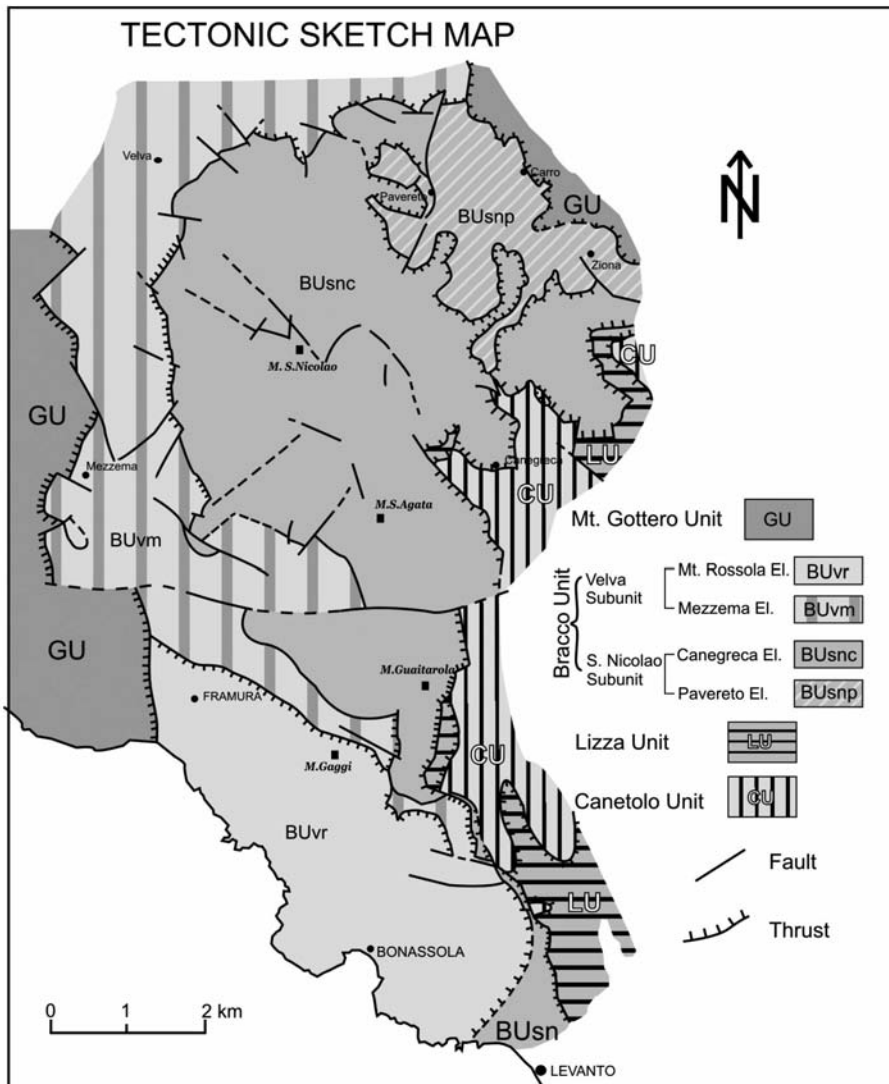 TECTONIC SKETCH MAP
Velva
Carro
Pavereto
BUsnp
GU
N
Ziona
BUsnc
M. S.Nicolao
CU
GU
LU
Mezzema
Canegreca
CU
M.S.Agata
BUvm
Mt. Gottero Unit GU
Bracco Unit
Velva
Subunit
Mt. Rossola El. BUvr
Mezzema El. BUvm
S. Nicolao
Subunit
Canegreca El. BUsnc
Pavereto El. BUsnp
GU
M.Guaitarola
FRAMURA
Lizza Unit LU
M.Gaggi
CU
Canetolo Unit CU
BUvr
Fault
LU
Thrust
BONASSOLA
0 1 2 km
BUsn
LEVANTO